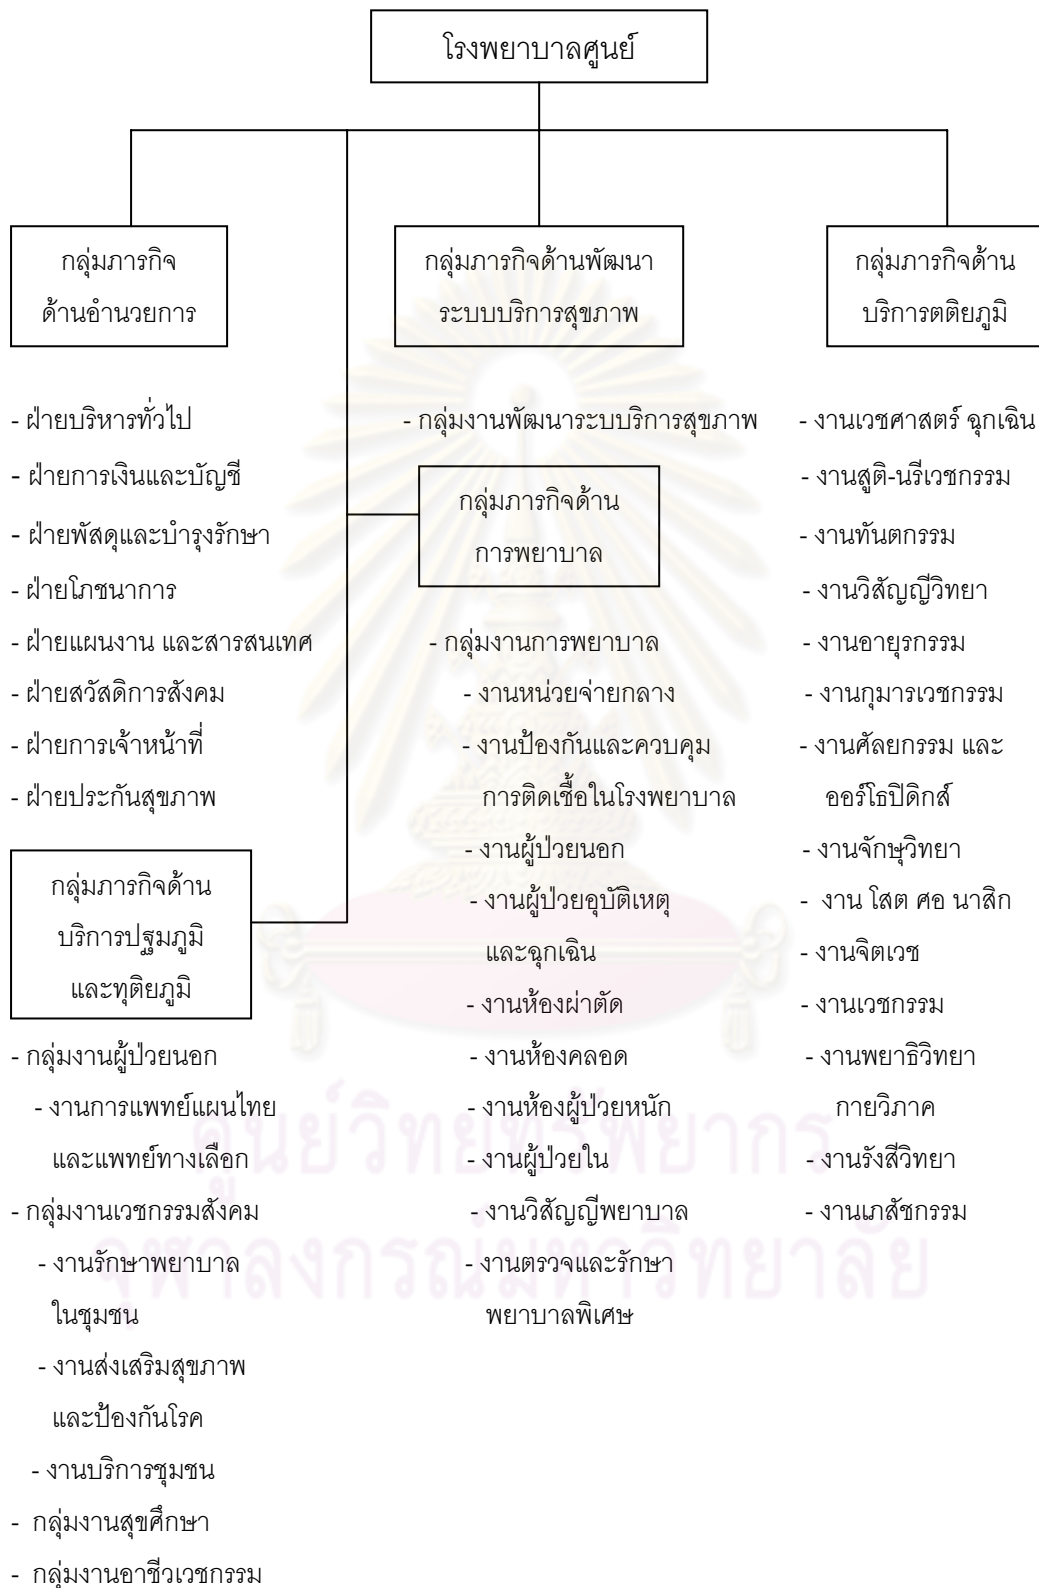 โรงพยาบาลศูนย์
กลุ่มภารกิจ
ด้านอำนวยการ
- ฝ่ายบริหารทั่วไป
- ฝ่ายการเงินและบัญชี
- ฝ่ายพัสดุและบำรุงรักษา
- ฝ่ายโภชนาการ
- ฝ่ายแผนงาน และสารสนเทศ
- ฝ่ายสวัสดิการสังคม
- ฝ่ายการเจ้าหน้าที่
- ฝ่ายประกันสุขภาพ
กลุ่มภารกิจด้าน
บริการปฐมภูมิ
และทุติยภูมิ
- กลุ่มงานผู้ป่วยนอก
- งานการแพทย์แผนไทย
และแพทย์ทางเลือก
- กลุ่มงานเวชกรรมสังคม
- งานรักษาพยาบาล
ในชุมชน
- งานส่งเสริมสุขภาพ
และป้องกันโรค
- งานบริการชุมชน
- กลุ่มงานสุขศึกษา
- กลุ่มงานอาชีวเวชกรรม
กลุ่มภารกิจด้านพัฒนา
ระบบบริการสุขภาพ
- กลุ่มงานพัฒนาระบบบริการสุขภาพ
กลุ่มภารกิจด้าน
การพยาบาล
- กลุ่มงานการพยาบาล
- งานหน่วยจ่ายกลาง
- งานป้องกันและควบคุม
การติดเชื้อในโรงพยาบาล
- งานผู้ป่วยนอก
- งานผู้ป่วยอุบัติเหตุ
และฉุกเฉิน
- งานห้องผ่าตัด
- งานห้องคลอด
- งานห้องผู้ป่วยหนัก
- งานผู้ป่วยใน
- งานวิสัญญีพยาบาล
- งานตรวจและรักษา
พยาบาลพิเศษ
กลุ่มภารกิจด้าน
บริการตติยภูมิ
- งานเวชศาสตร์ ฉุกเฉิน
- งานสูติ-นรีเวชกรรม
- งานทันตกรรม
- งานวิสัญญีวิทยา
- งานอายุรกรรม
- งานกุมารเวชกรรม
- งานศัลยกรรม และ
ออร์โธปิดิกส์
- งานจักษุวิทยา
- งาน โสต ศอ นาสิก
- งานจิตเวช
- งานเวชกรรม
- งานพยาธิวิทยา
กายวิภาค
- งานรังสีวิทยา
- งานเภสัชกรรม
ศูนย์วิทยทรัพยากร
จุฬาลงกรณ์มหาวิทยาลัย